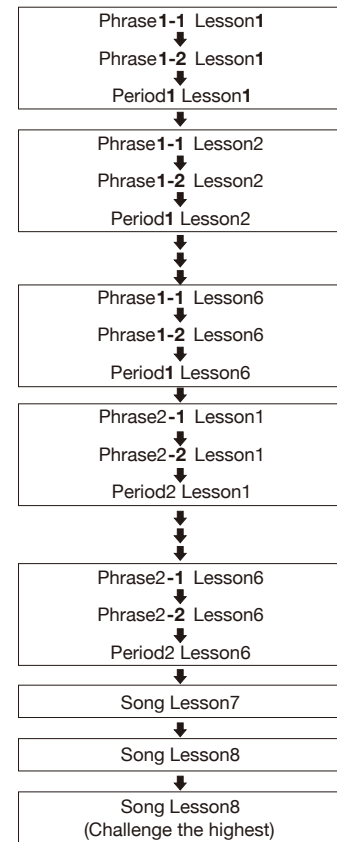 Phrase1-1 Lesson1
Phrase1-2 Lesson1
Period1 Lesson1
Phrase1-1 Lesson2
Phrase1-2 Lesson2
Period1 Lesson2
Phrase1-1 Lesson6
Phrase1-2 Lesson6
Period1 Lesson6
Phrase2-1 Lesson1
Phrase2-2 Lesson1
Period2 Lesson1
Phrase2-1 Lesson6
Phrase2-2 Lesson6
Period2 Lesson6
Song Lesson7
Song Lesson8
Song Lesson8
(Challenge the highest)